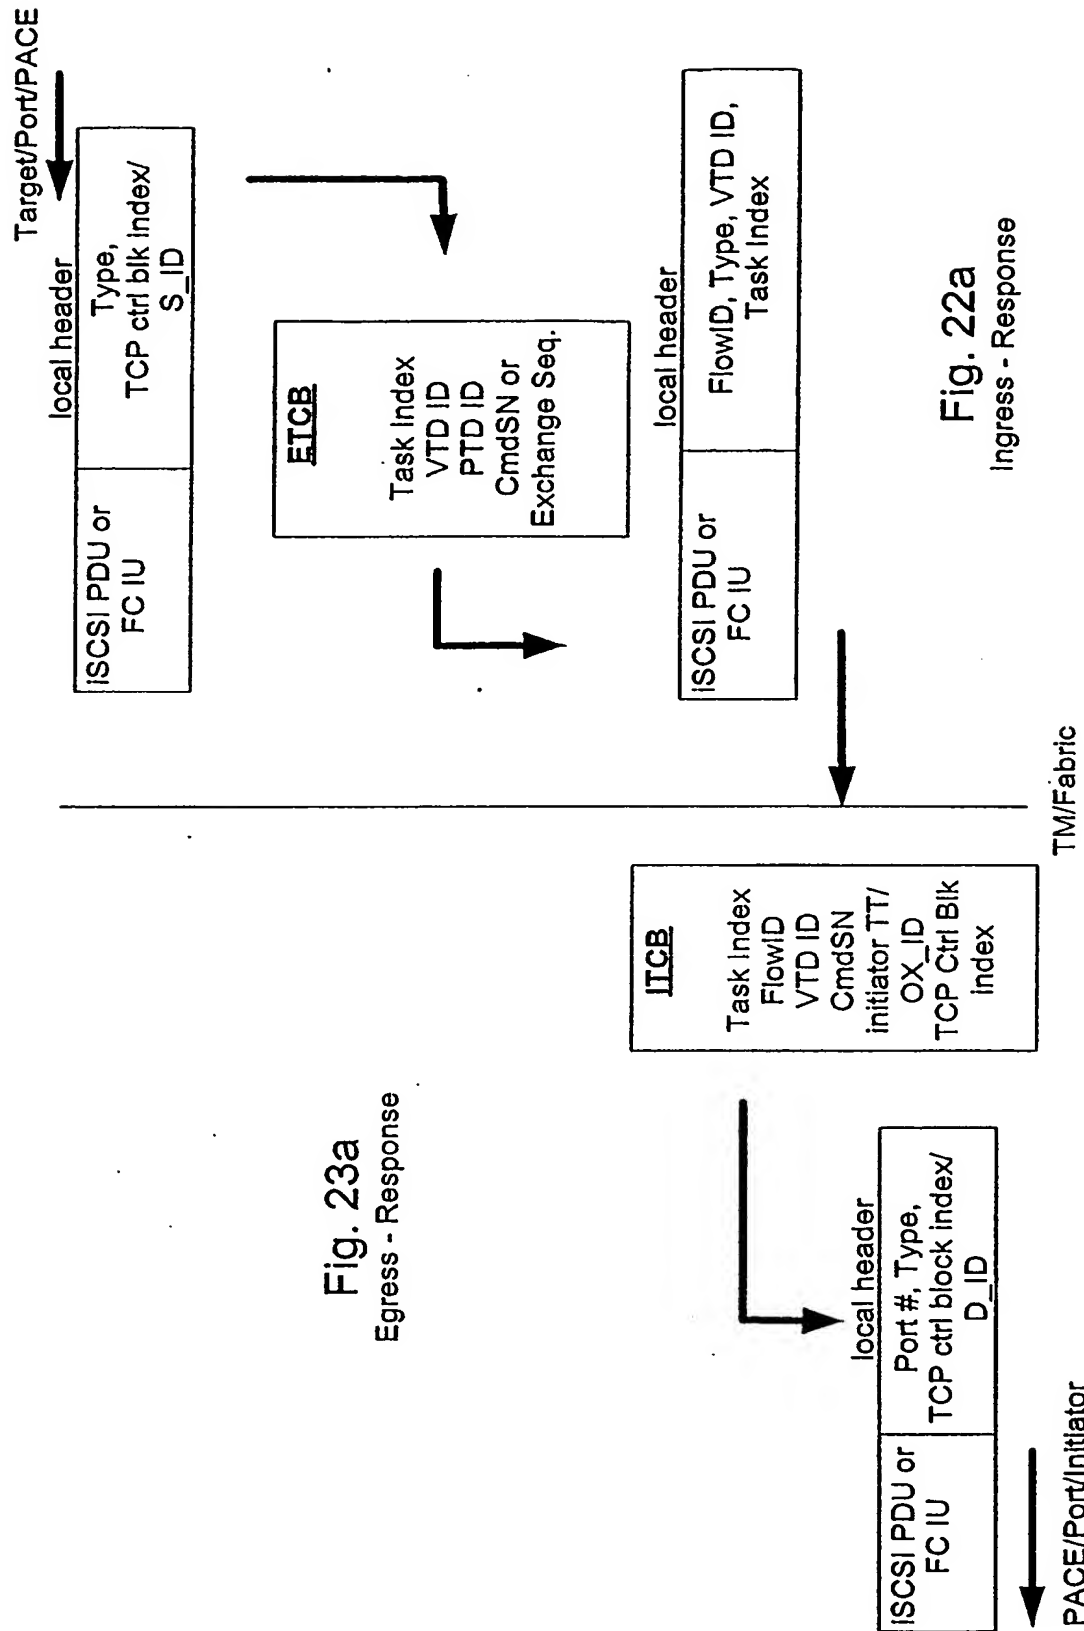 Target/Port/PACE
local header
iSCSI PDU or
FC IU
Type,
TCP ctrl blk index/
S_ID
ETCB
Task Index
VTD ID
PTD ID
CmdSN or
Exchange Seq.
local header
iSCSI PDU or
FC IU
FlowID, Type, VTD ID,
Task Index
Fig. 22a
Ingress - Response
TM/Fabric
Fig. 23a
Egress - Response
ITCB
Task Index
FlowID
VTD ID
CmdSN
initiator TT/
OX_ID
TCP Ctrl Blk
index
local header
iSCSI PDU or
FC IU
Port #, Type,
TCP ctrl block index/
D_ID
PACE/Port/Initiator